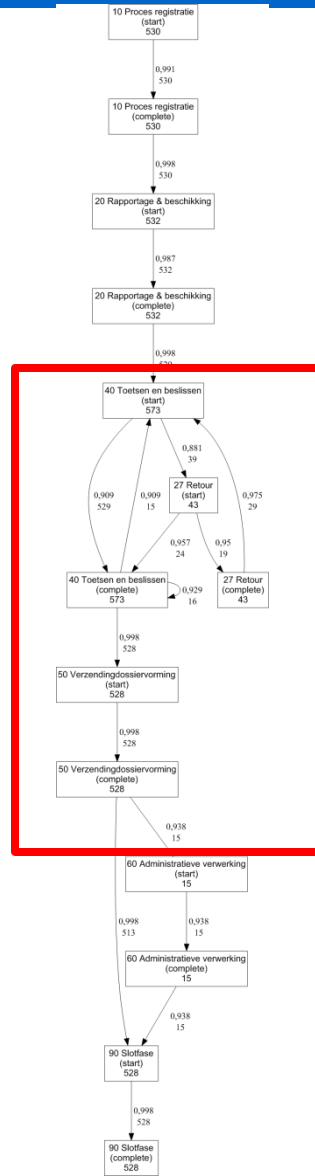 10 Proces registratie
(start)
530
0,991
530
10 Proces registratie
(complete)
530
0,998
530
20 Rapportage & beschikking
(start)
532
0,987
532
20 Rapportage & beschikking
(complete)
532
0,998
40 Toetsen en beslissen
(start)
573
0,881
39
27 Retour
(start)
43
0,909
529
0,909
15
0,975
29
0,957
24
0,95
19
40 Toetsen en beslissen
(complete)
573
0,929
16
27 Retour
(complete)
43
0,998
528
50 Verzendingdossiervorming
(start)
528
0,998
528
50 Verzendingdossiervorming
(complete)
528
0,938
15
60 Administratieve verwerking
(start)
15
0,998
513
0,938
15
60 Administratieve verwerking
(complete)
15
0,938
15
90 Slotfase
(start)
528
0,998
528
90 Slotfase
(complete)
528